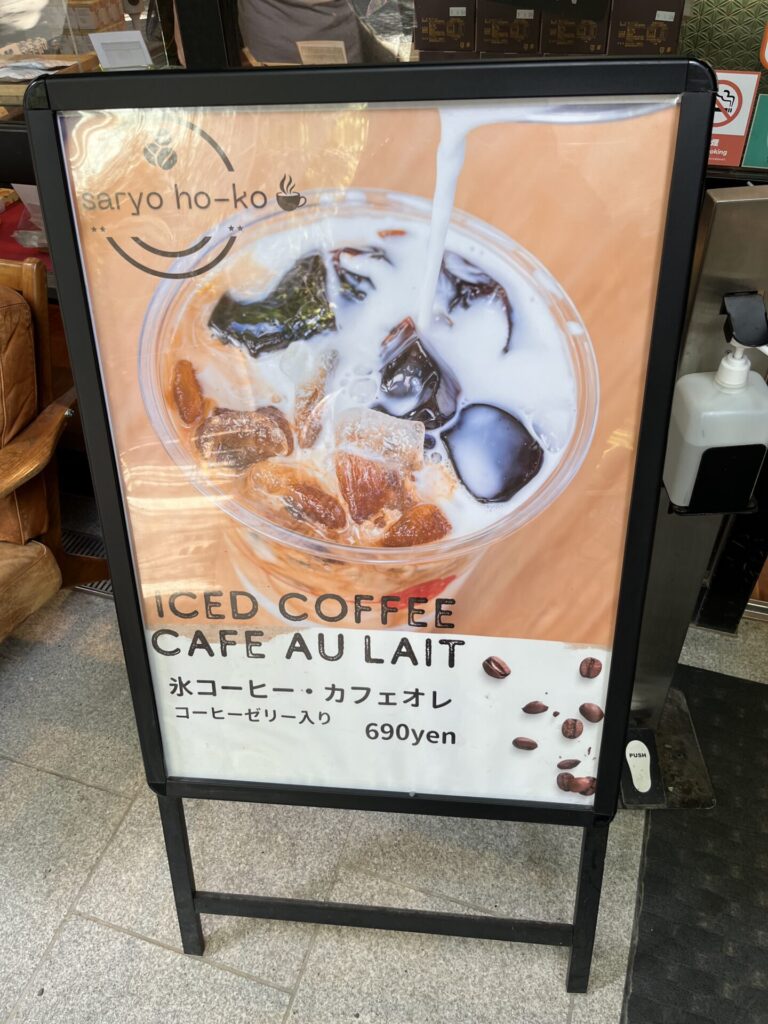 saryo ho-ko
ICED COFFEE
CAFE AU LAIT
氷コーヒー・カフェオレ
コーヒーゼリー入り
690yen
PUSH